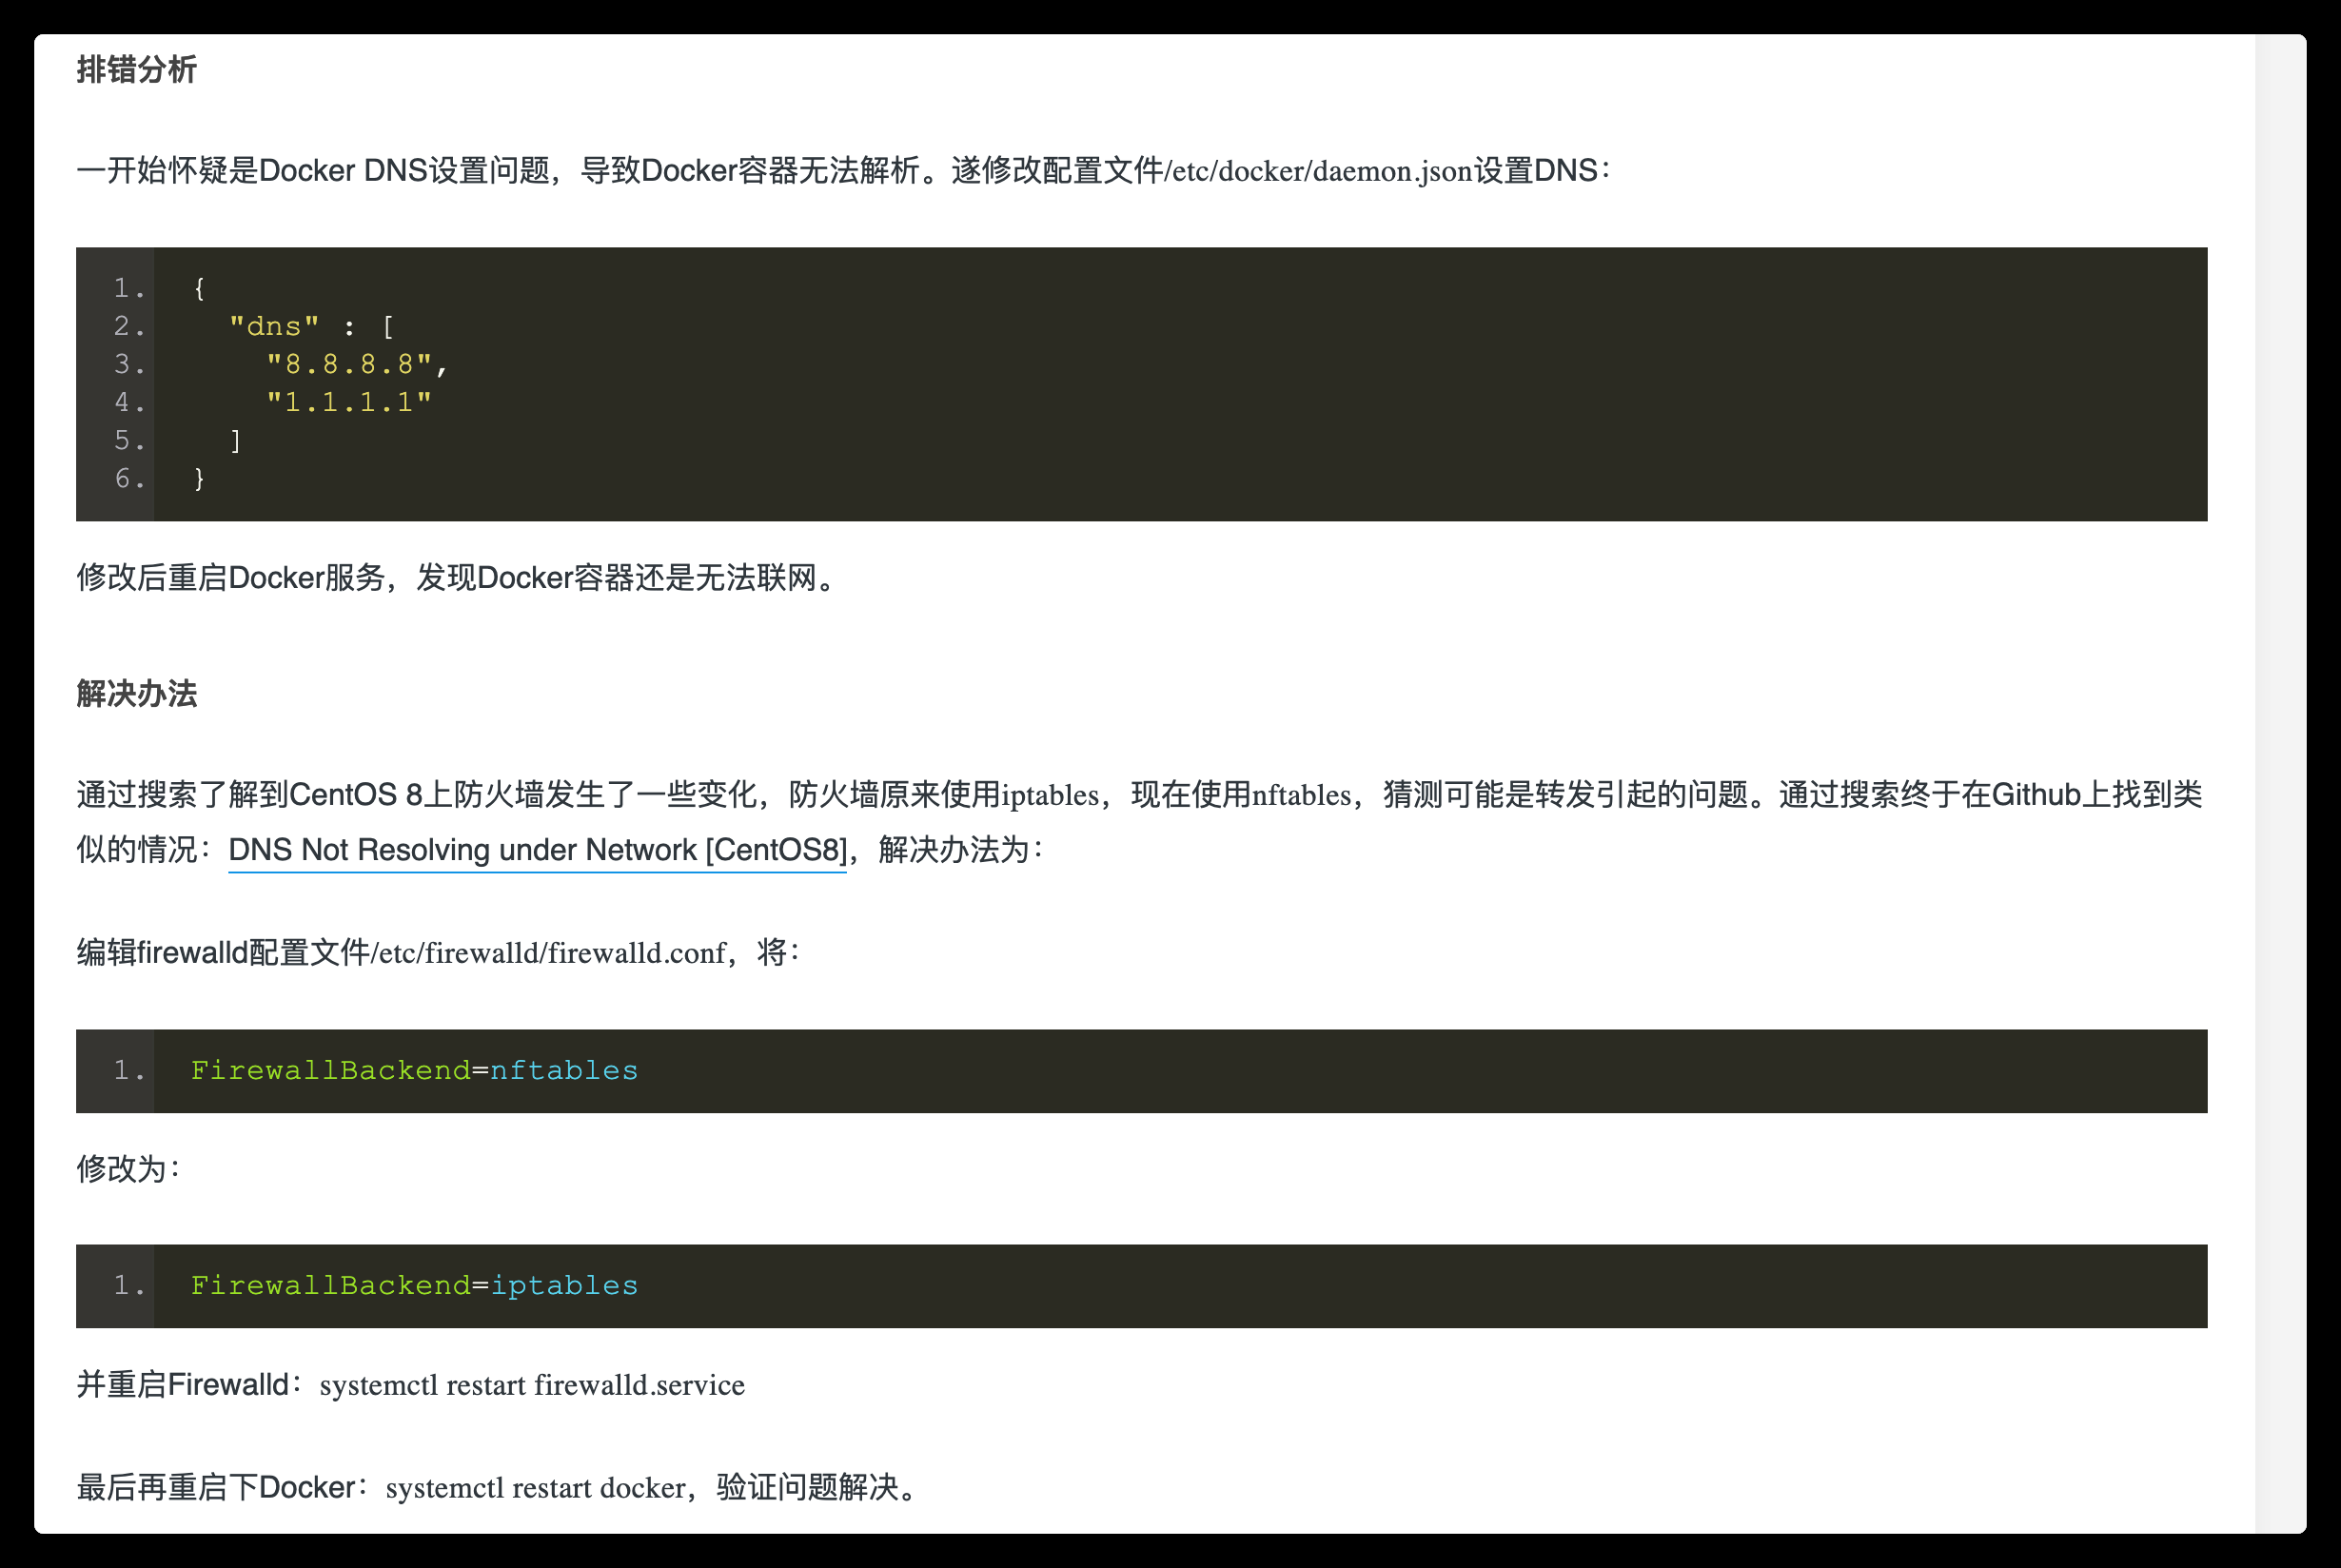 排错分析
一开始怀疑是Docker DNS设置问题，导致Docker容器无法解析。遂修改配置文件/etc/docker/daemon.json设置DNS：
1. {
2.   "dns" : [
3.     "8.8.8.8",
4.     "1.1.1.1"
5.   ]
6. }
修改后重启Docker服务，发现Docker容器还是无法联网。
解决办法
通过搜索了解到CentOS 8上防火墙发生了一些变化，防火墙原来使用iptables，现在使用nftables，猜测可能是转发引起的问题。通过搜索终于在Github上找到类
似的情况：DNS Not Resolving under Network [CentOS8]，解决办法为：
编辑firewalld配置文件/etc/firewalld/firewalld.conf，将：
1. FirewallBackend=nftables
修改为：
1. FirewallBackend=iptables
并重启Firewalld：systemctl restart firewalld.service
最后再重启下Docker：systemctl restart docker，验证问题解决。